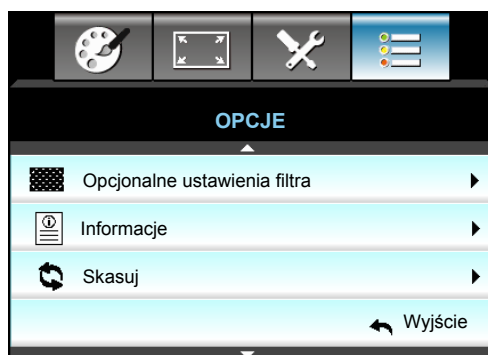 OPCJE
Opcjonalne ustawienia filtra
Informacje
Skasuj
Wyjście